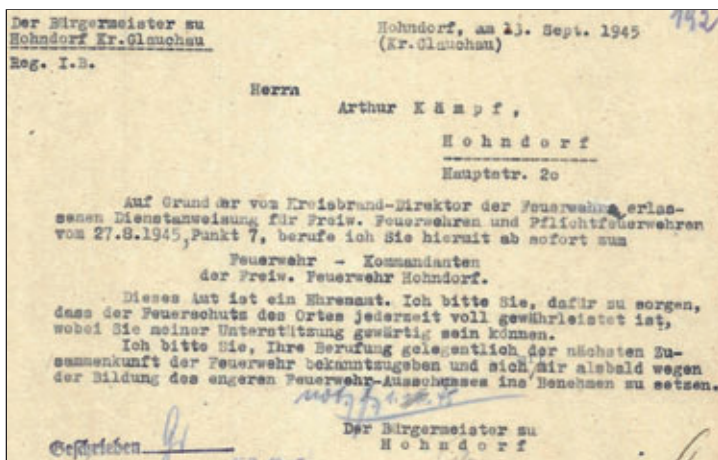 192
Der Bürgermeister zu
Hohndorf Kr.Glauchau
Reg. I.B.
Hohndorf, am 13. Sept. 1945
(Kr.Glauchau)
Herrn
Arthur K ä m p f ,
H o h n d o r f
Hauptstr. 2o
Auf Grund der vom Kreisbrand-Direktor der Feuerwehr erlas-
senen Dienstanweisung für Freiw. Feuerwehren und Pflichtfeuerwehren
vom 27.8.1945, Punkt 7, berufe ich Sie hiermit ab sofort zum
Feuerwehr - Kommandanten
der Freiw. Feuerwehr Hohndorf.
Dieses Amt ist ein Ehrenamt. Ich bitte Sie, dafür zu sorgen,
dass der Feuerschutz des Ortes jederzeit voll gewährleistet ist,
wobei Sie meiner Unterstützung gewärtig sein können.
Ich bitte Sie, Ihre Berufung gelegentlich der nächsten Zu-
sammenkunft der Feuerwehr bekanntzugeben und sich mir alsbald wegen
der Bildung des engeren Feuerwehr-Ausschusses ins Benehmen zu setzen.
Der Bürgermeister zu
H o h n d o r f
Geschrieben